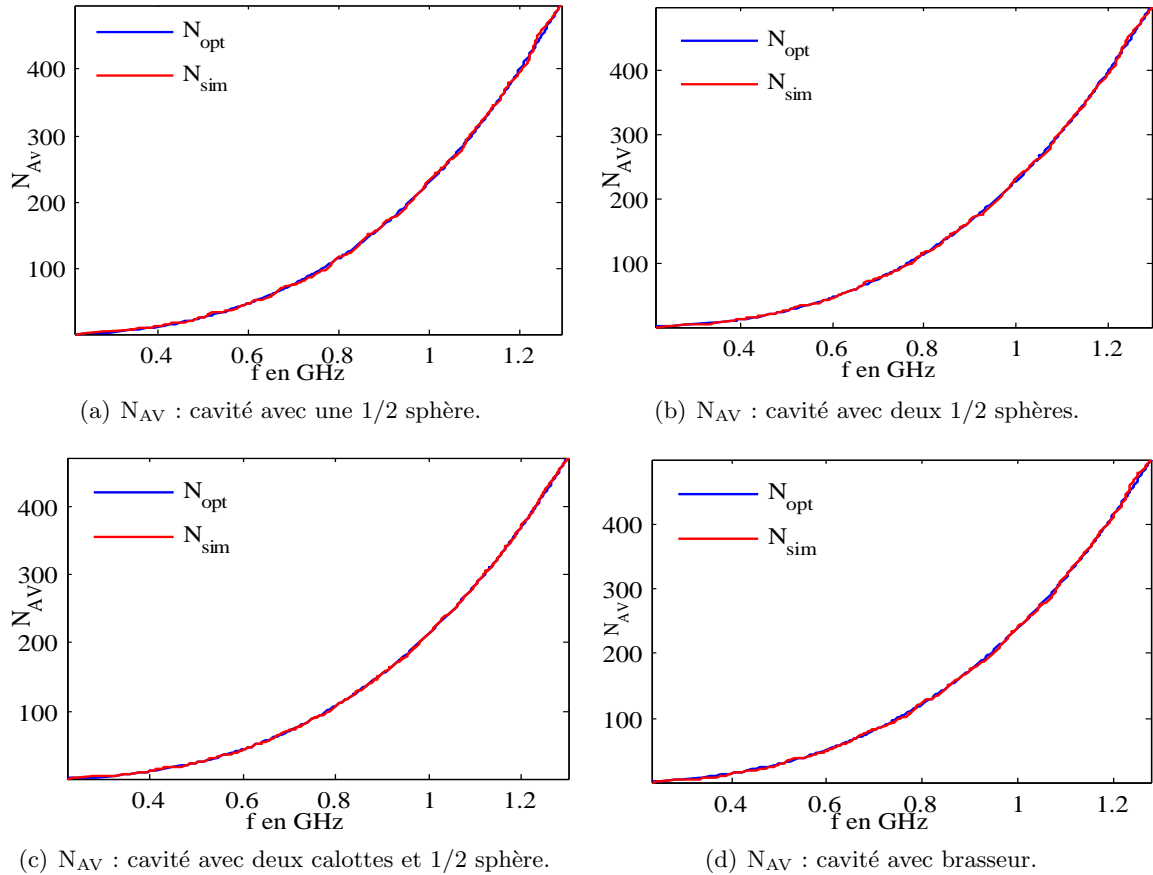 N_opt
N_sim
N_Av
400
300
200
100
0.4 0.6 0.8 1 1.2
f en GHz
(a) N_AV : cavité avec une 1/2 sphère.
N_opt
N_sim
N_Av
400
300
200
100
0.4 0.6 0.8 1 1.2
f en GHz
(b) N_AV : cavité avec deux 1/2 sphères.
N_opt
N_sim
N_AV
400
300
200
100
0.4 0.6 0.8 1 1.2
f en GHz
(c) N_AV : cavité avec deux calottes et 1/2 sphère.
N_opt
N_sim
N_AV
400
300
200
100
0.4 0.6 0.8 1 1.2
f en GHz
(d) N_AV : cavité avec brasseur.